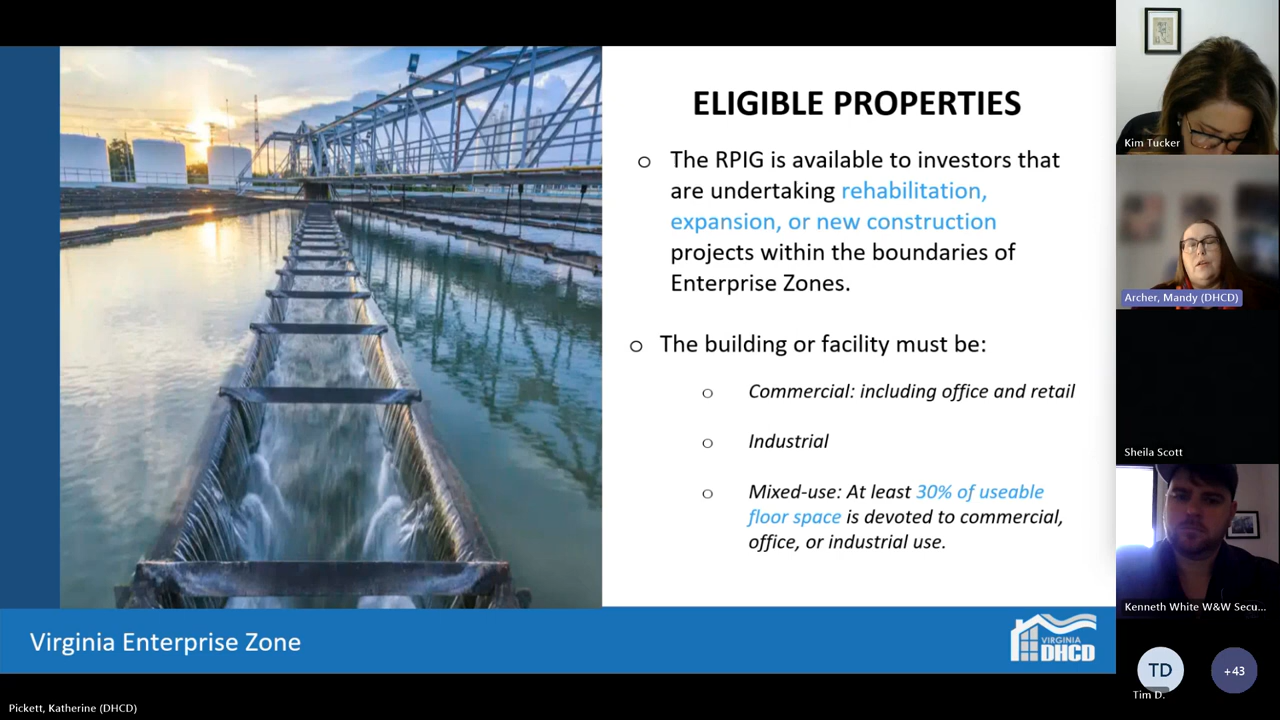 ELIGIBLE PROPERTIES
o The RPIG is available to investors that
are undertaking rehabilitation,
expansion, or new construction
projects within the boundaries of
Enterprise Zones.
o The building or facility must be:
o Commercial: including office and retail
o Industrial
o Mixed-use: At least 30% of useable
floor space is devoted to commercial,
office, or industrial use.
Virginia Enterprise Zone
VIRGINIA
DHCD
Pickett, Katherine (DHCD)
Kim Tucker
Archer, Mandy (DHCD)
Sheila Scott
Kenneth White W&W Secu...
TD
+43
Tim D.